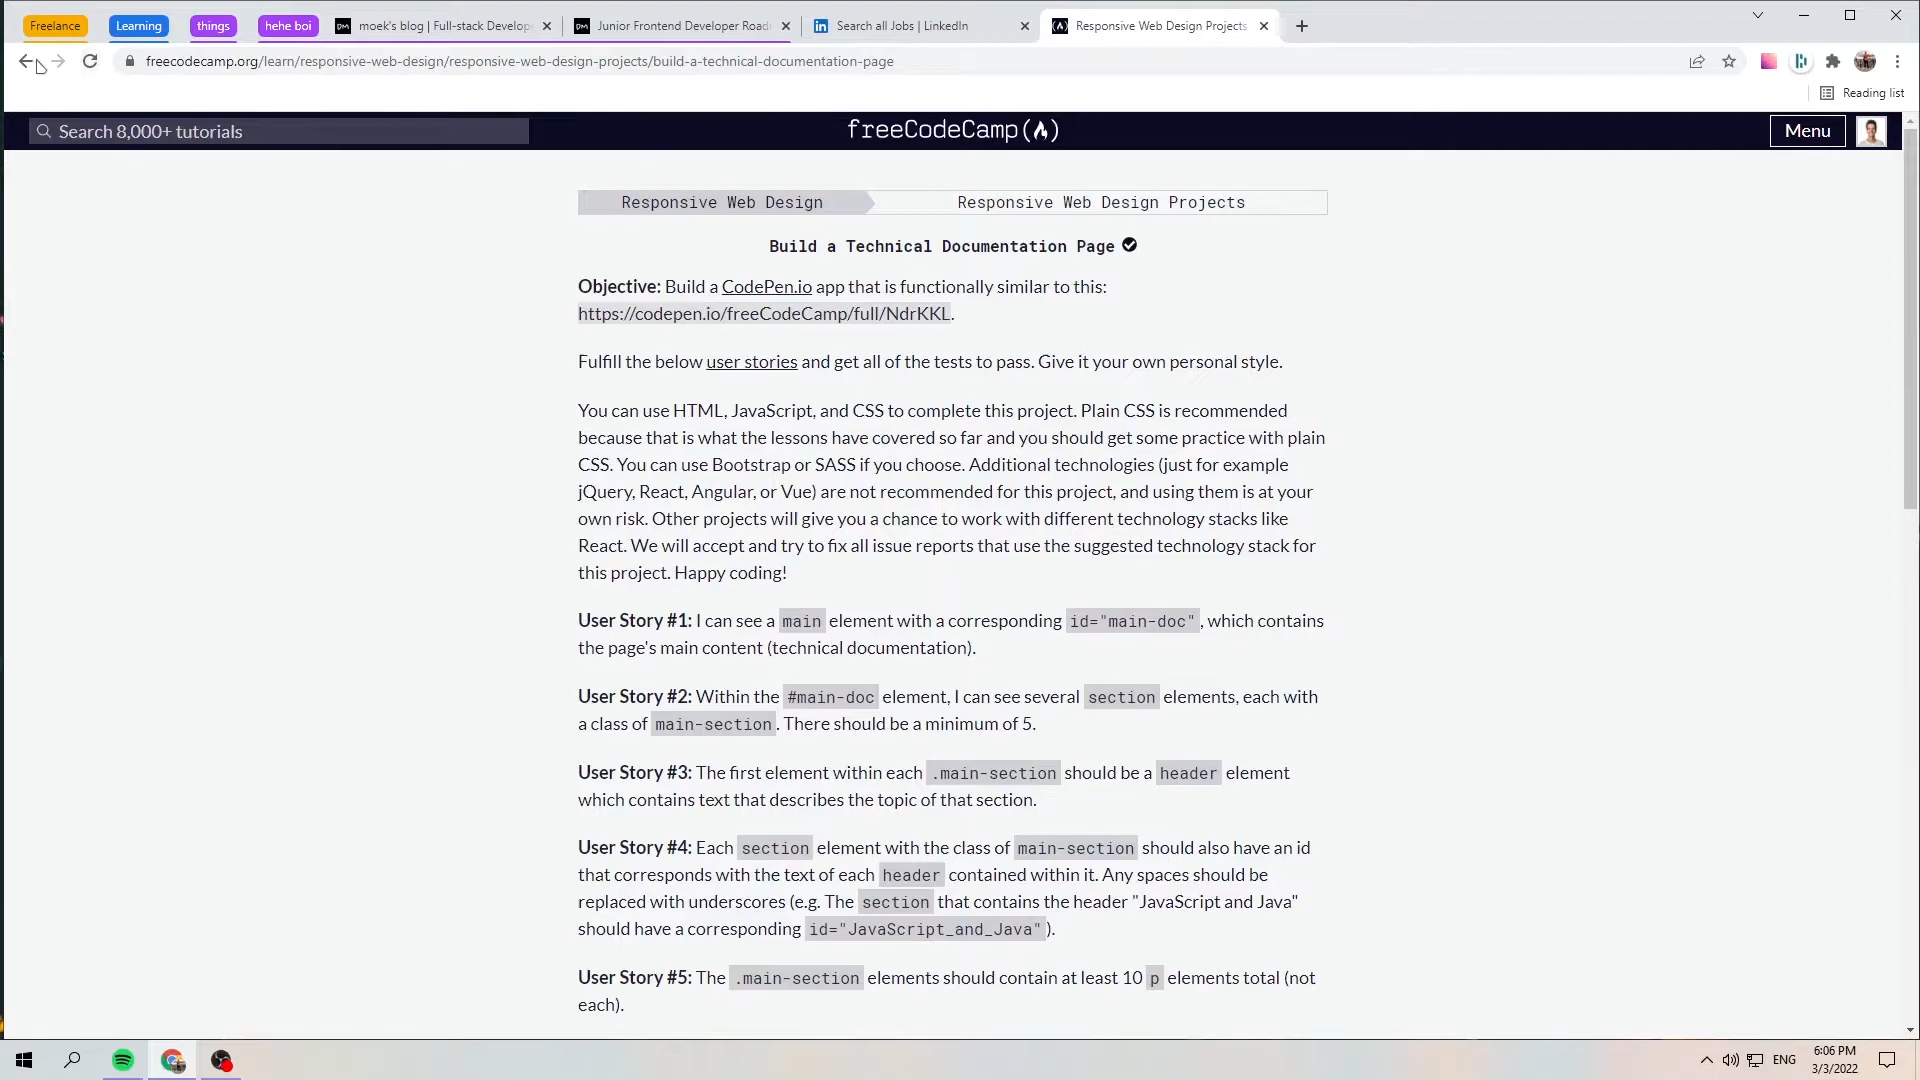 Freelance
Learning
things
hehe boi
moek's blog | Full-stack Develope
Junior Frontend Developer Road
Search all Jobs | LinkedIn
Responsive Web Design Projects
freecodecamp.org/learn/responsive-web-design/responsive-web-design-projects/build-a-technical-documentation-page
Reading list
Search 8,000+ tutorials
freeCodeCamp
Menu
Responsive Web Design
Responsive Web Design Projects
Build a Technical Documentation Page
Objective: Build a CodePen.io app that is functionally similar to this:
https://codepen.io/freeCodeCamp/full/NdrKKL.
Fulfill the below user stories and get all of the tests to pass. Give it your own personal style.
You can use HTML, JavaScript, and CSS to complete this project. Plain CSS is recommended
because that is what the lessons have covered so far and you should get some practice with plain
CSS. You can use Bootstrap or SASS if you choose. Additional technologies (just for example
jQuery, React, Angular, or Vue) are not recommended for this project, and using them is at your
own risk. Other projects will give you a chance to work with different technology stacks like
React. We will accept and try to fix all issue reports that use the suggested technology stack for
this project. Happy coding!
User Story #1: I can see a main element with a corresponding id="main-doc", which contains
the page's main content (technical documentation).
User Story #2: Within the #main-doc element, I can see several section elements, each with
a class of main-section. There should be a minimum of 5.
User Story #3: The first element within each .main-section should be a header element
which contains text that describes the topic of that section.
User Story #4: Each section element with the class of main-section should also have an id
that corresponds with the text of each header contained within it. Any spaces should be
replaced with underscores (e.g. The section that contains the header "JavaScript and Java"
should have a corresponding id="JavaScript_and_Java").
User Story #5: The .main-section elements should contain at least 10 p elements total (not
each).
ENG
6:06 PM
3/3/2022